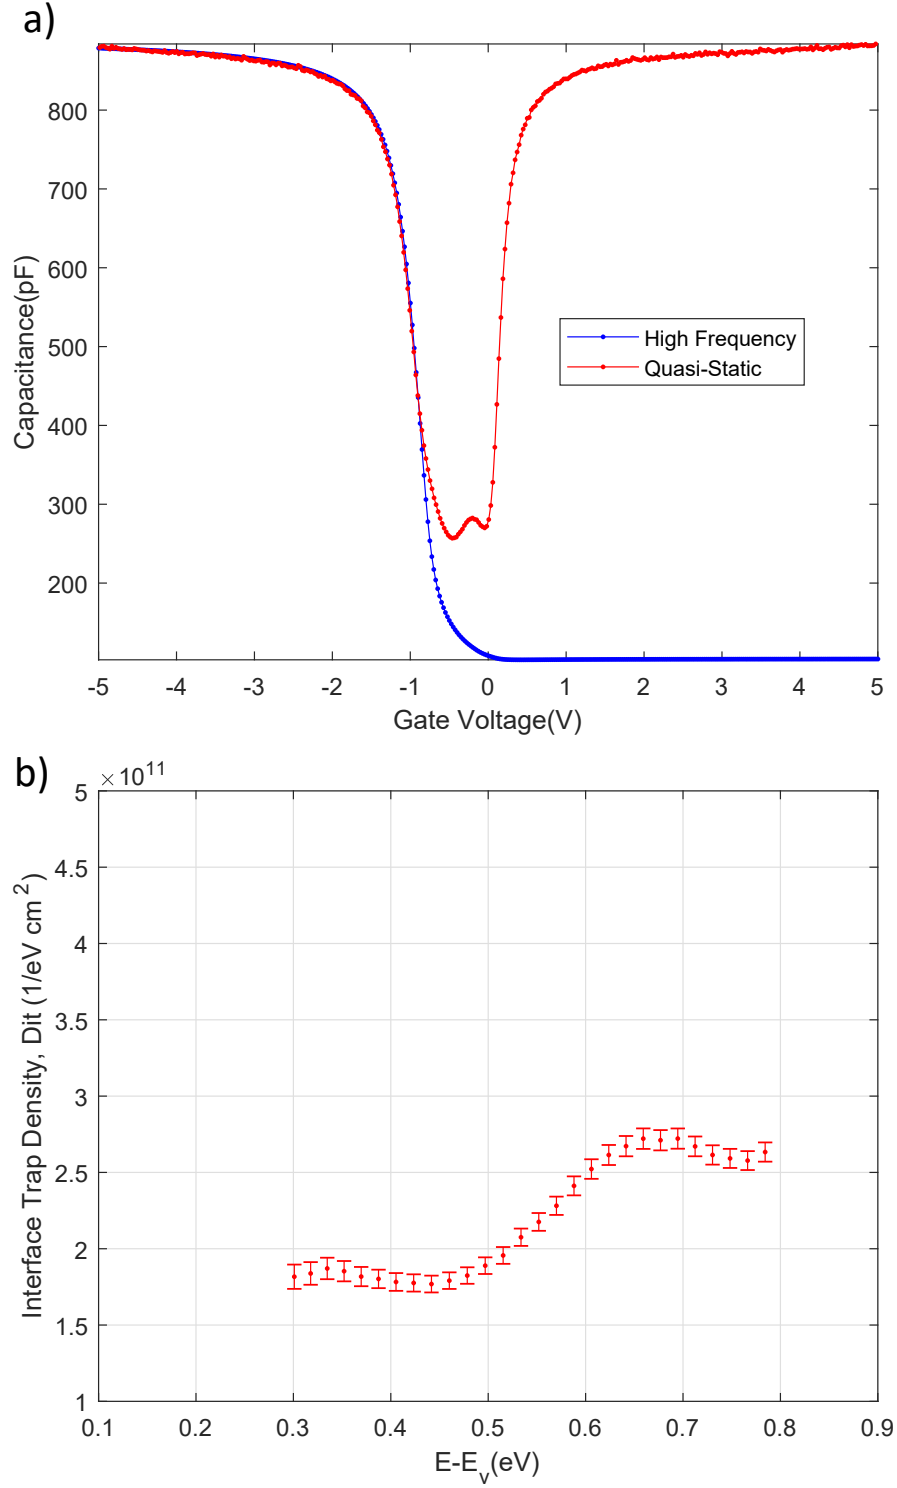 a)
800
700
600
500
400
300
200
Capacitance(pF)
High Frequency
Quasi-Static
-5 -4 -3 -2 -1 0 1 2 3 4 5
Gate Voltage(V)
b)
×10^11
5
4.5
4
3.5
3
2.5
2
1.5
1
Interface Trap Density, Dit (1/eV cm^2)
0.1 0.2 0.3 0.4 0.5 0.6 0.7 0.8 0.9
E-E_v(eV)